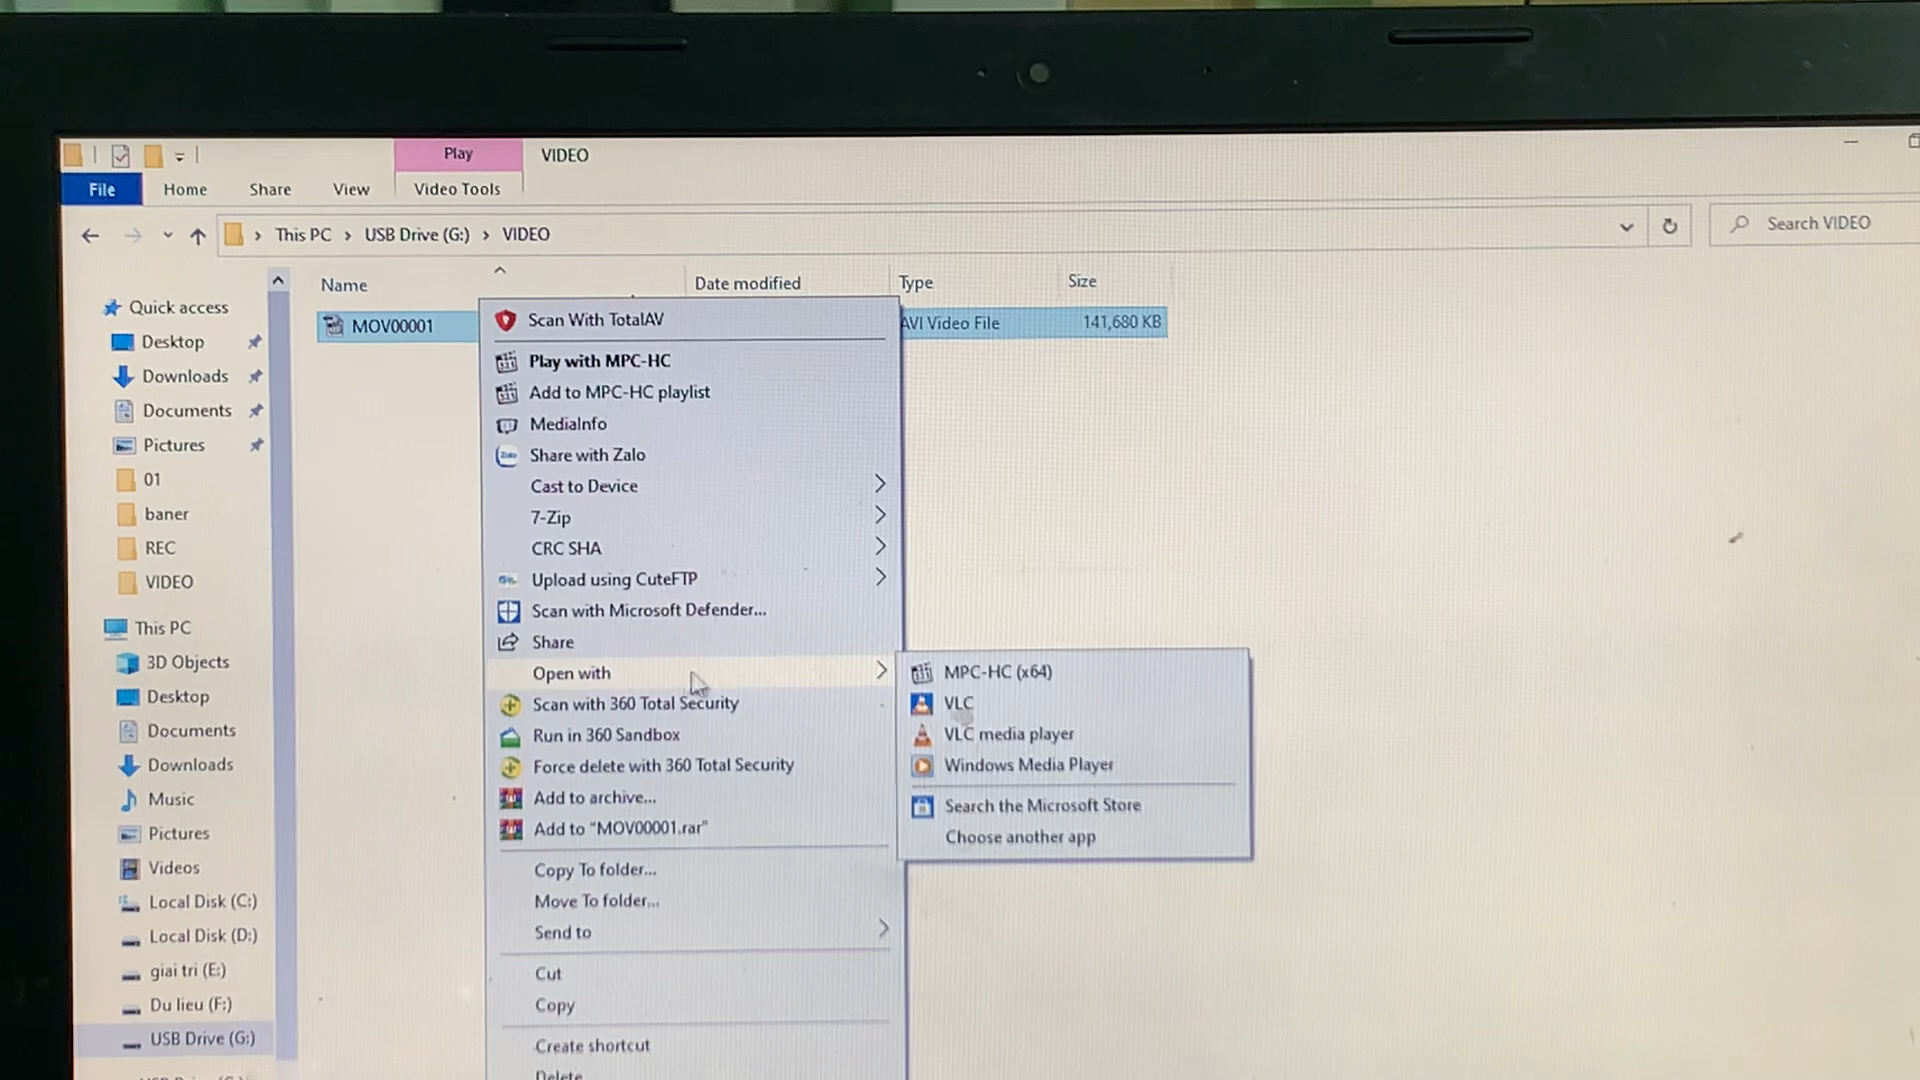 Play
VIDEO
File
Home
Share
View
Video Tools
This PC
USB Drive (G:)
VIDEO
Search VIDEO
Name
Date modified
Type
Size
MOV00001
AVI Video File
141,680 KB
Quick access
Desktop
Downloads
Documents
Pictures
01
baner
REC
VIDEO
This PC
3D Objects
Desktop
Documents
Downloads
Music
Pictures
Videos
Local Disk (C:)
Local Disk (D:)
giai tri (E:)
Du lieu (F:)
USB Drive (G:)
Scan With TotalAV
Play with MPC-HC
Add to MPC-HC playlist
MediaInfo
Share with Zalo
Cast to Device
7-Zip
CRC SHA
Upload using CuteFTP
Scan with Microsoft Defender...
Share
Open with
Scan with 360 Total Security
Run in 360 Sandbox
Force delete with 360 Total Security
Add to archive...
Add to "MOV00001.rar"
Copy To folder...
Move To folder...
Send to
Cut
Copy
Create shortcut
Delete
MPC-HC (x64)
VLC
VLC media player
Windows Media Player
Search the Microsoft Store
Choose another app